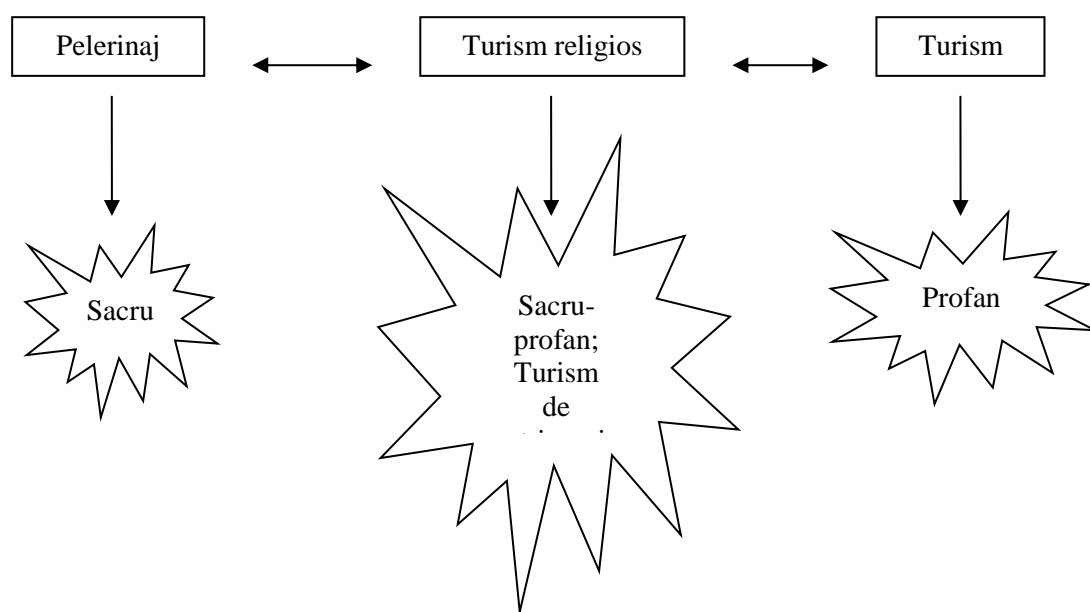 Pelerinaj
Turism religios
Turism
Sacru
Sacru-
profan;
Turism
de
Profan